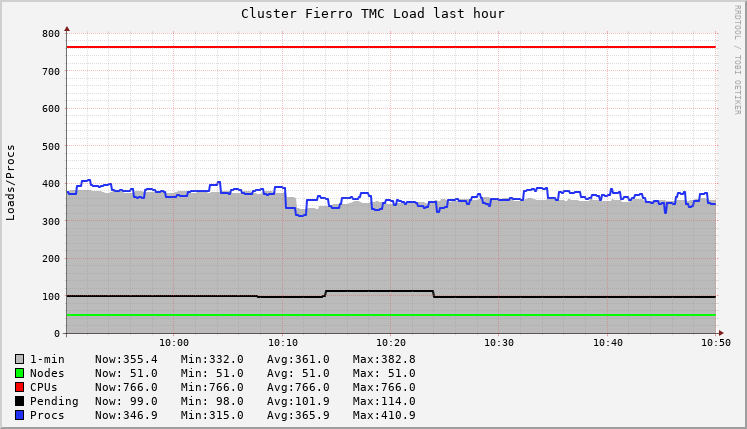 Cluster Fierro TMC Load last hour
RRDTOOL / TOBI OETIKER
Loads/Procs
800
700
600
500
400
300
200
100
0
10:00 10:10 10:20 10:30 10:40 10:50
1-min Now:355.4 Min:332.0 Avg:361.0 Max:382.8
Nodes Now: 51.0 Min: 51.0 Avg: 51.0 Max: 51.0
CPUs Now:766.0 Min:766.0 Avg:766.0 Max:766.0
Pending Now: 99.0 Min: 98.0 Avg:101.9 Max:114.0
Procs Now:346.9 Min:315.0 Avg:365.9 Max:410.9